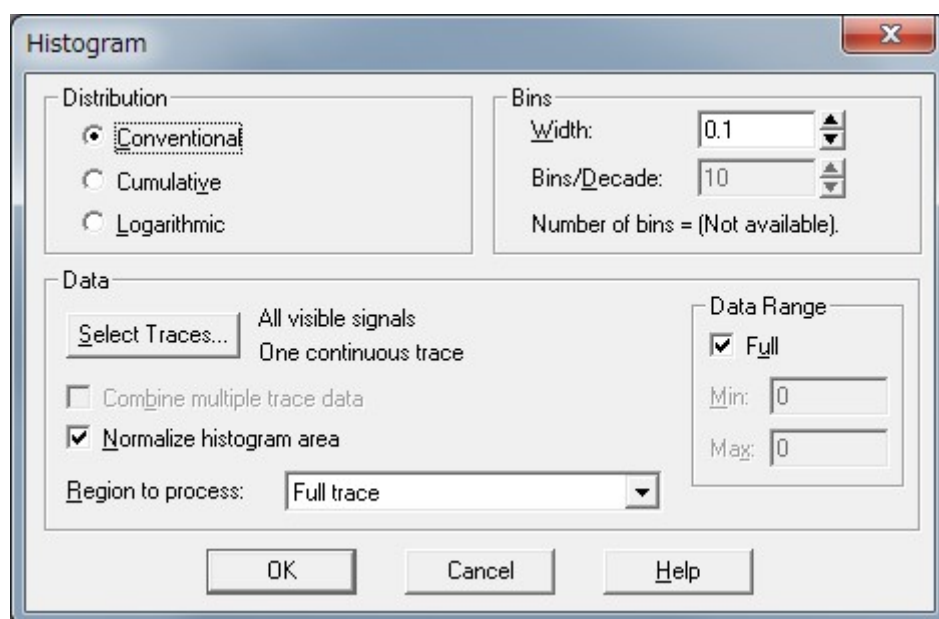 Histogram
Distribution
Conventional
Cumulative
Logarithmic
Bins
Width: 0.1
Bins/Decade: 10
Number of bins = (Not available).
Data
Select Traces...
All visible signals
One continuous trace
Combine multiple trace data
Normalize histogram area
Region to process: Full trace
Data Range
Full
Min: 0
Max: 0
OK Cancel Help